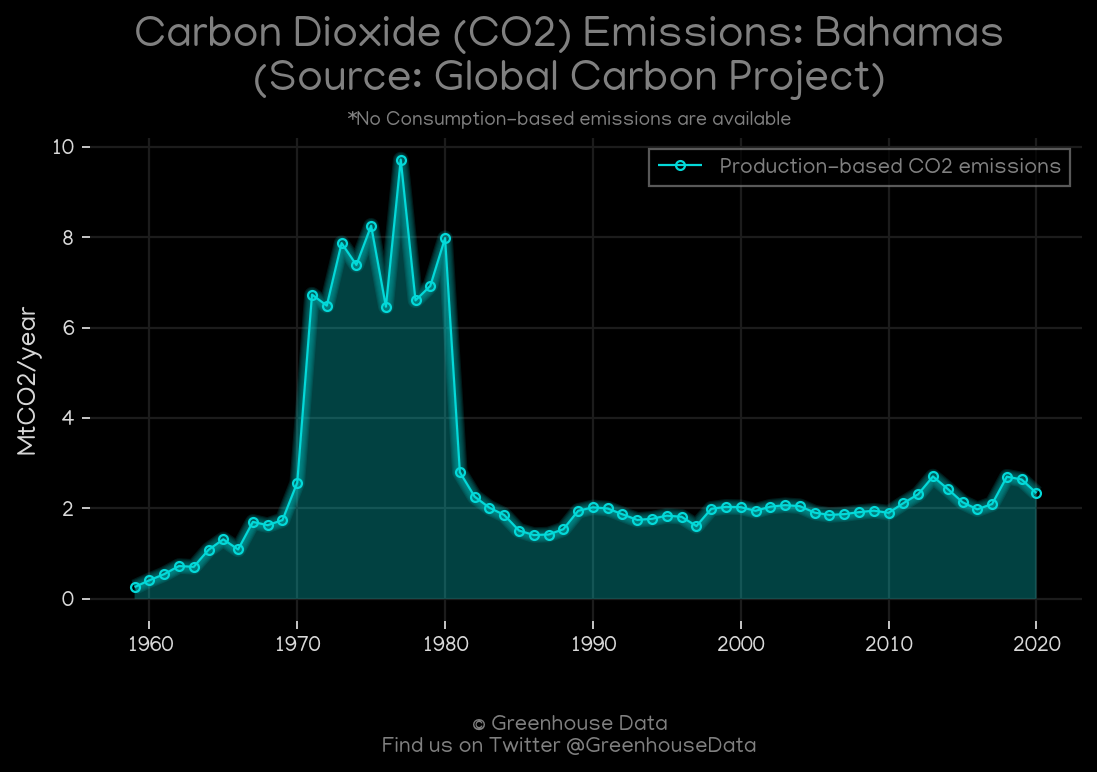 Carbon Dioxide (CO2) Emissions: Bahamas
(Source: Global Carbon Project)
*No Consumption-based emissions are available
Production-based CO2 emissions
MtCO2/year
10
8
6
4
2
0
1960 1970 1980 1990 2000 2010 2020
© Greenhouse Data
Find us on Twitter @GreenhouseData